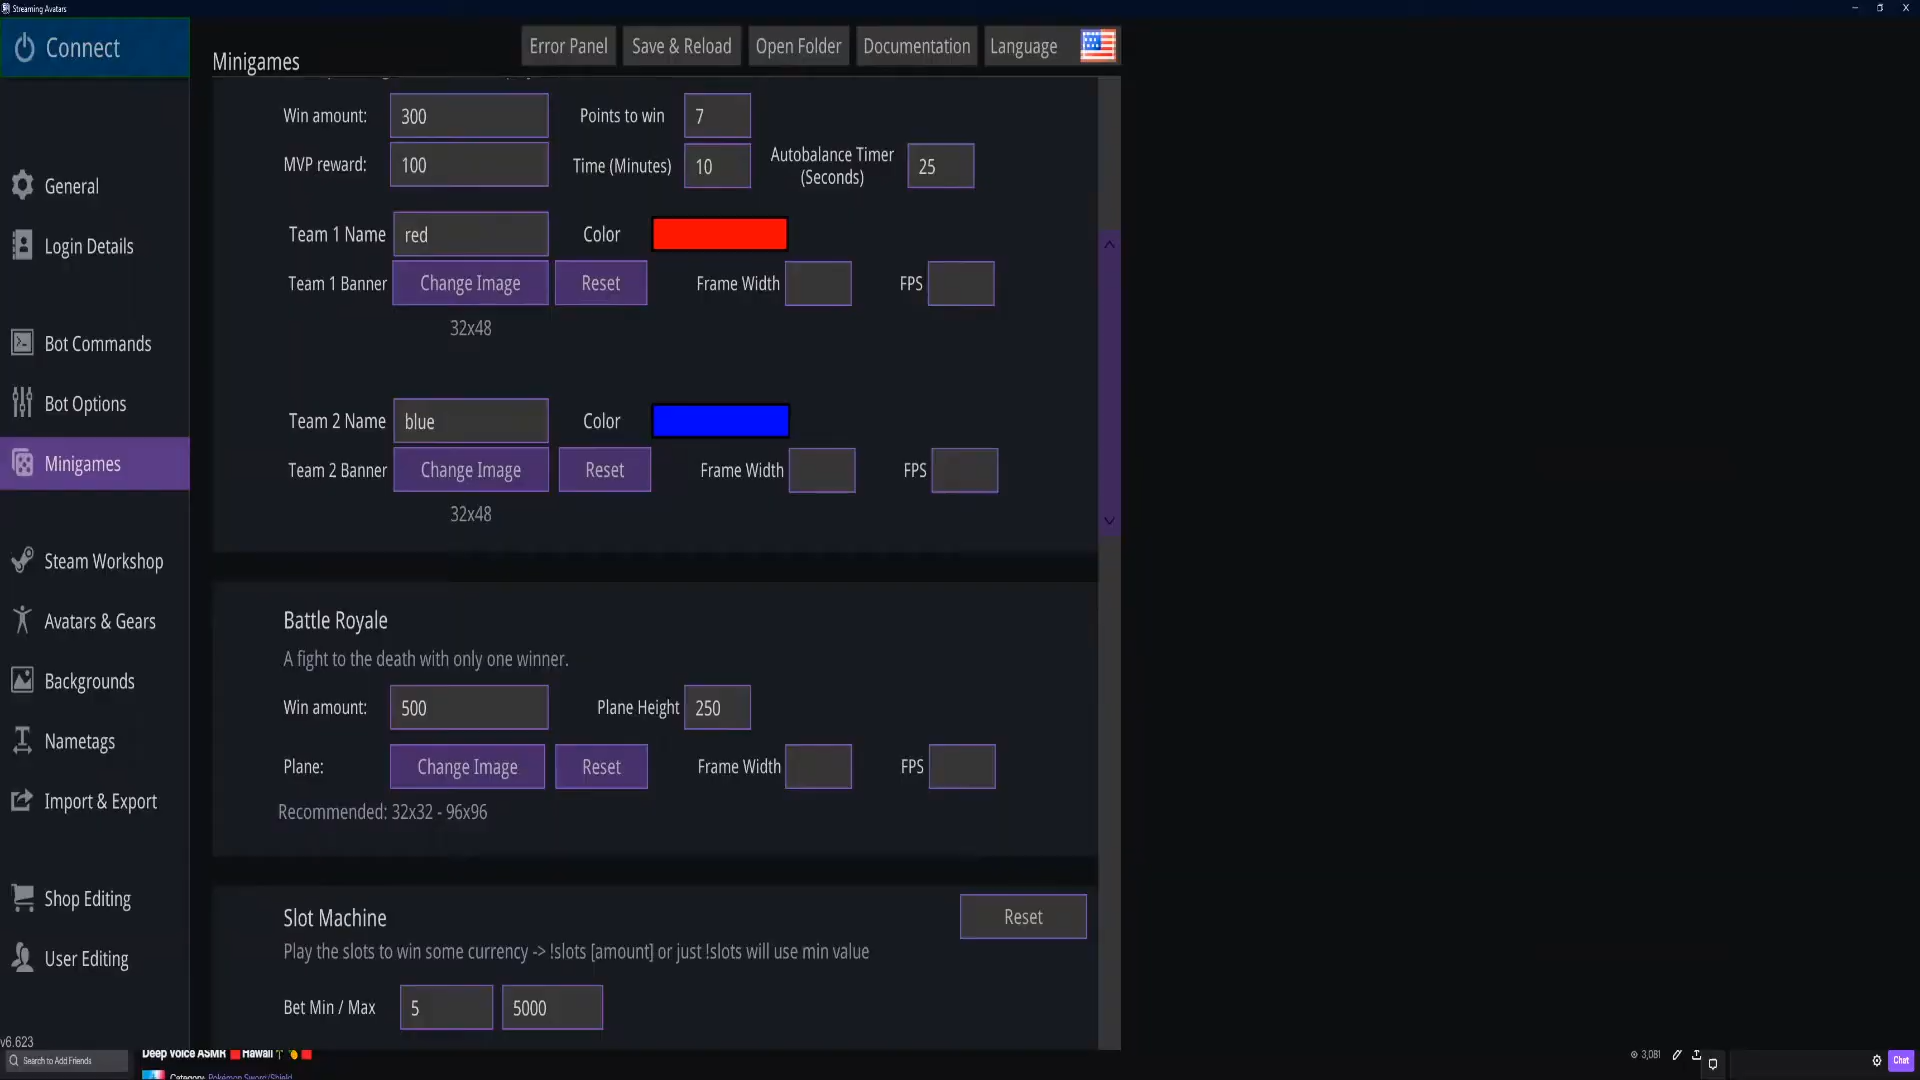 Streaming Avatars
Connect
Minigames
Error Panel
Save & Reload
Open Folder
Documentation
Language
Win amount: 300 Points to win 7
MVP reward: 100 Time (Minutes) 10 Autobalance Timer (Seconds) 25
Team 1 Name red Color
Team 1 Banner Change Image Reset Frame Width FPS
32x48
Team 2 Name blue Color
Team 2 Banner Change Image Reset Frame Width FPS
32x48
Battle Royale
A fight to the death with only one winner.
Win amount: 500 Plane Height 250
Plane: Change Image Reset Frame Width FPS
Recommended: 32x32 - 96x96
Slot Machine Reset
Play the slots to win some currency -> !slots [amount] or just !slots will use min value
Bet Min / Max 5 5000
General
Login Details
Bot Commands
Bot Options
Minigames
Steam Workshop
Avatars & Gears
Backgrounds
Nametags
Import & Export
Shop Editing
User Editing
v6.623
Search to Add Friends
Deep Voice ASMR Hawaii
Category: Pokémon Sword/Shield
3,081
Chat